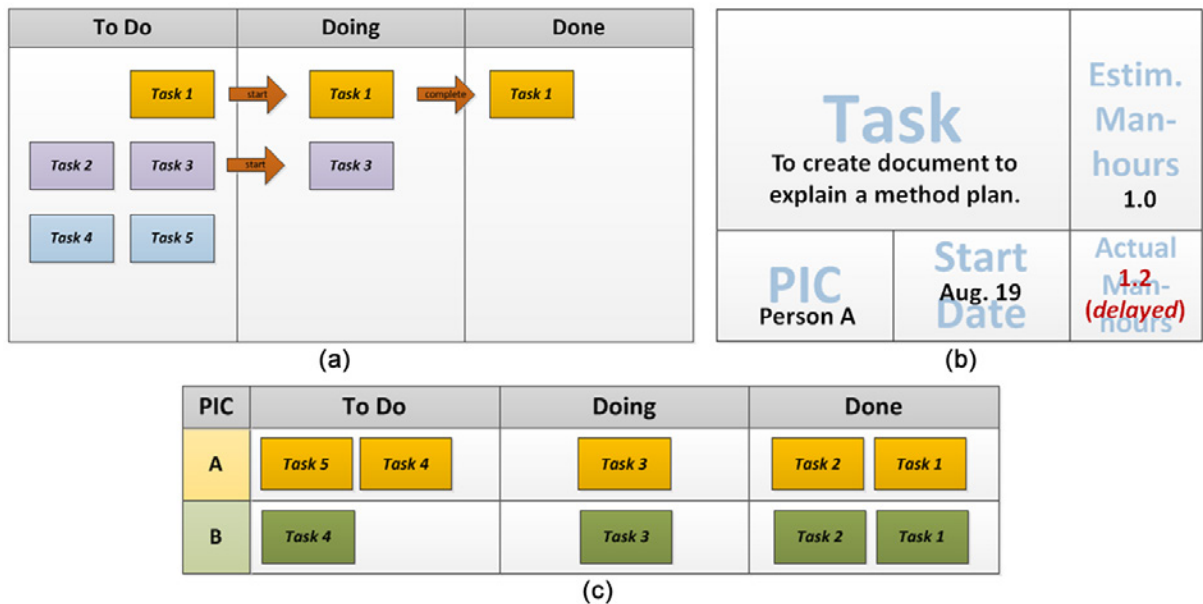 To Do Doing Done
Task 1 start Task 1 complete Task 1
Task 2 Task 3 start Task 3
Task 4 Task 5
(a)
Task
To create document to
explain a method plan.
Estim.
Man-
hours
1.0
PIC
Person A
Start
Aug. 19
Date
Actual
1.2
Man-
(delayed)
hours
(b)
PIC To Do Doing Done
A Task 5 Task 4 Task 3 Task 2 Task 1
B Task 4 Task 3 Task 2 Task 1
(c)